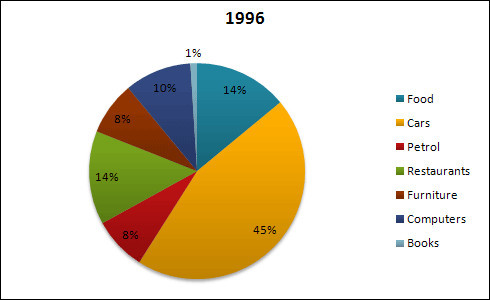 1996
1%
14%
10%
8%
14%
8%
45%
Food
Cars
Petrol
Restaurants
Furniture
Computers
Books